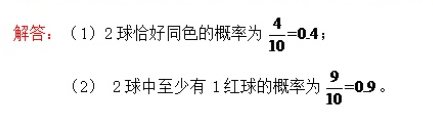 解答：（1）2球恰好同色的概率为 4/10=0.4；
（2） 2球中至少有 1红球的概率为 9/10=0.9。